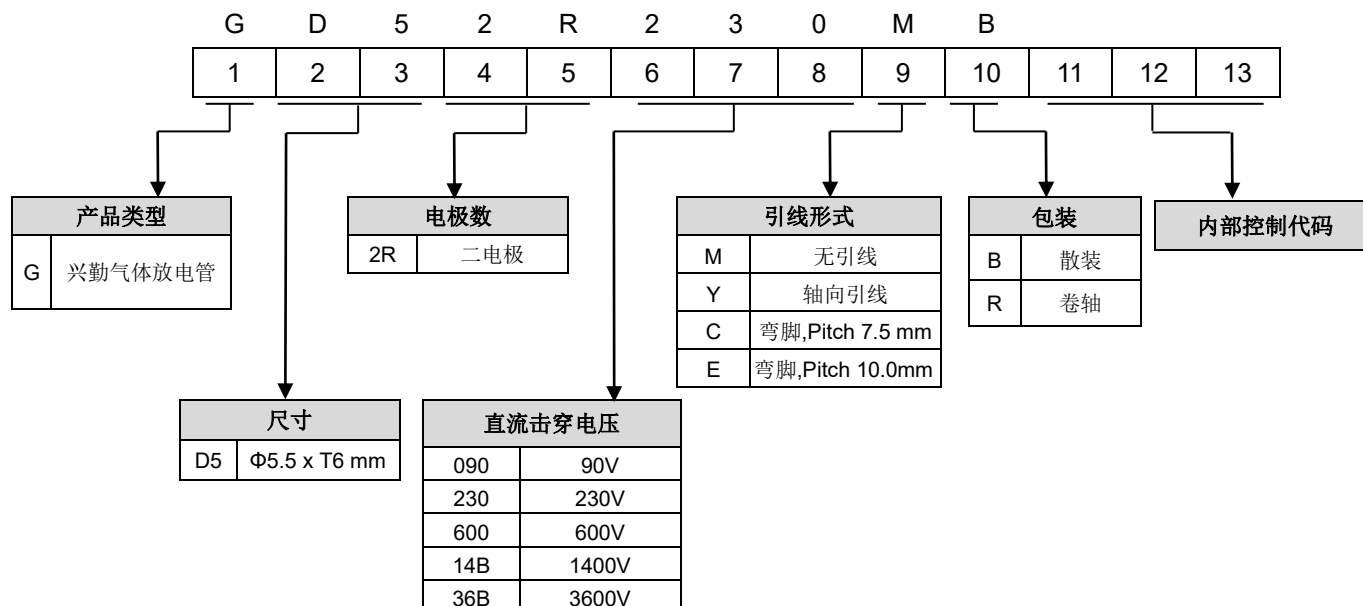 G D 5 2 R 2 3 0 M B
1 2 3 4 5 6 7 8 9 10 11 12 13
产品类型
G 兴勤气体放电管
电极数
2R 二电极
引线形式
M 无引线
Y 轴向引线
C 弯脚,Pitch 7.5 mm
E 弯脚,Pitch 10.0mm
包装
B 散装
R 卷轴
内部控制代码
尺寸
D5 Φ5.5 x T6 mm
直流击穿电压
090 90V
230 230V
600 600V
14B 1400V
36B 3600V